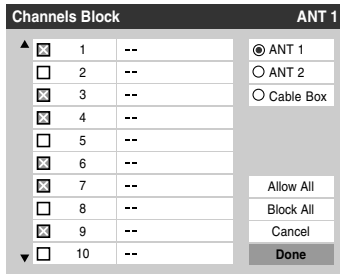 Channels Block ANT 1
1 -- ANT 1
2 -- ANT 2
3 -- Cable Box
4 --
5 --
6 --
7 -- Allow All
8 -- Block All
9 -- Cancel
10 -- Done